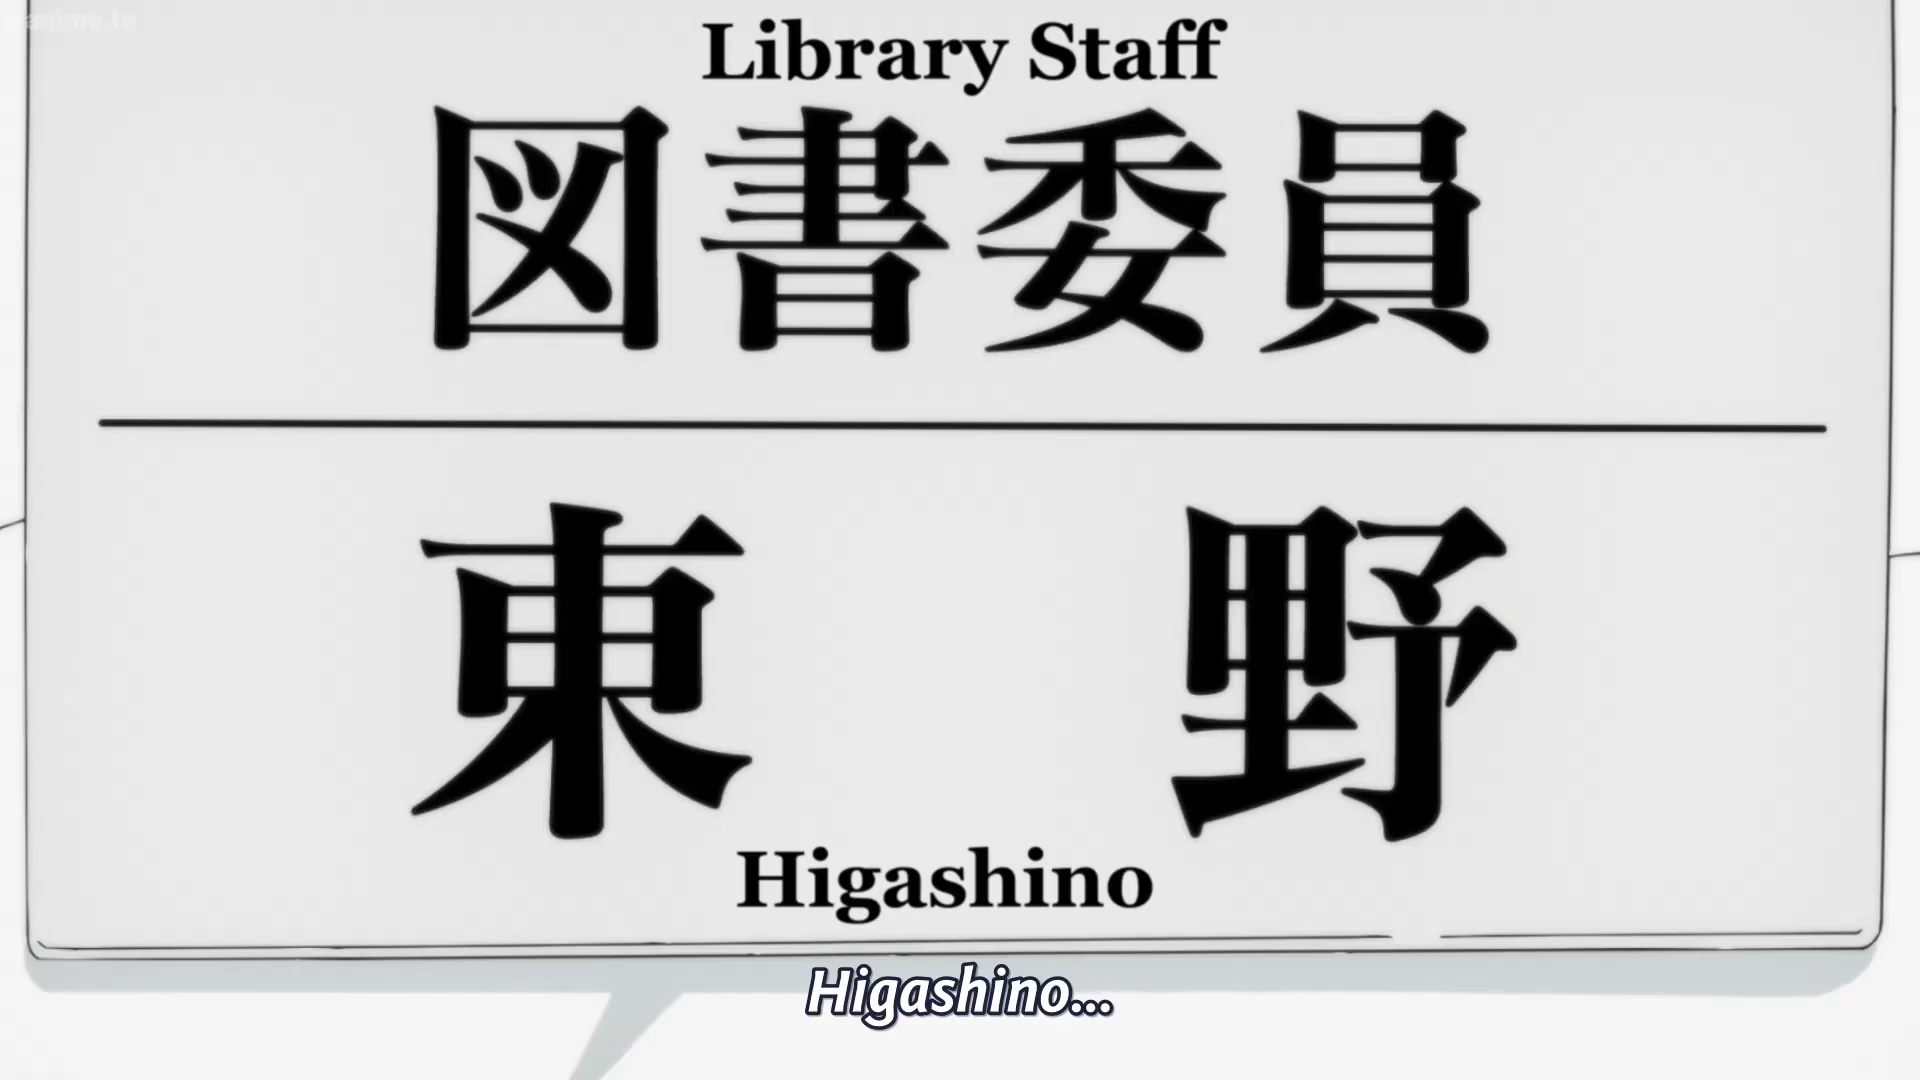 Library Staff
図書委員
東野
Higashino
Higashino...